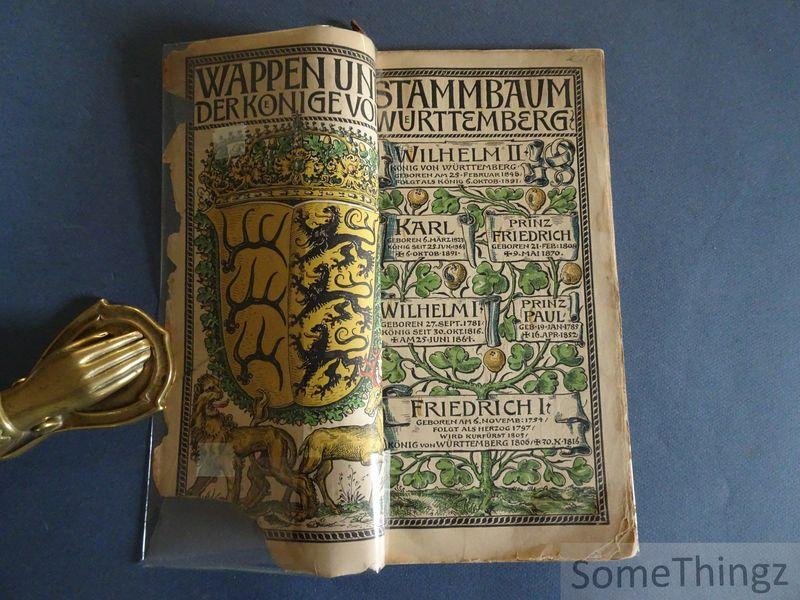 WAPPEN UN
DER KÖNIGE VO
STAMMBAUM
WÜRTTEMBERG
WILHELM II
KÖNIG VON WÜRTTEMBERG
GEBOREN AM 25. FEBRUAR 1848
FOLGT ALS KÖNIG 6. OKTOB. 1891.
KARL
GEBOREN 6. MÄRZ 1823
KÖNIG SEIT 25. JUN. 1864
✠ 6. OKTOB. 1891.
PRINZ
FRIEDRICH
GEBOREN 21. FEB: 1808
✠ 9. MAI 1870.
WILHELM I
GEBOREN 27. SEPT. 1781
KÖNIG SEIT 30. OKT. 1816.
✠ AM 25. JUNI 1864.
PRINZ
PAUL
GEB. 19. JAN. 1785
✠ 16. APR. 1852
FRIEDRICH I
GEBOREN AM 6. NOVEMB: 1754
FOLGT ALS HERZOG 1797
WIRD KURFÜRST 1803
KÖNIG VON WÜRTTEMBERG 1806 ✠ 30. X. 1816
SomeThingz